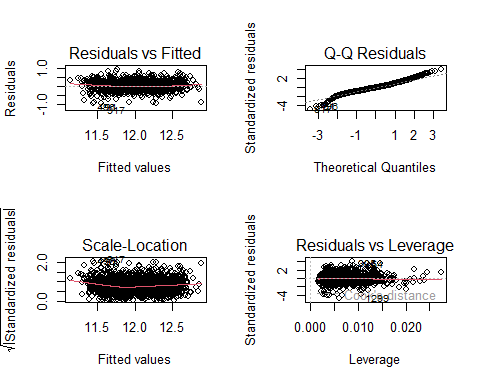 Residuals vs Fitted
Residuals
1.0
-1.0
11.5 12.0 12.5
Fitted values
Q-Q Residuals
Standardized residuals
4
0
-4
-3 -1 1 2 3
Theoretical Quantiles
Scale-Location
√|Standardized residuals|
2.0
1.0
0.0
11.5 12.0 12.5
Fitted values
Residuals vs Leverage
Standardized residuals
2
-4
Cook's distance
1299
0.000 0.010 0.020
Leverage